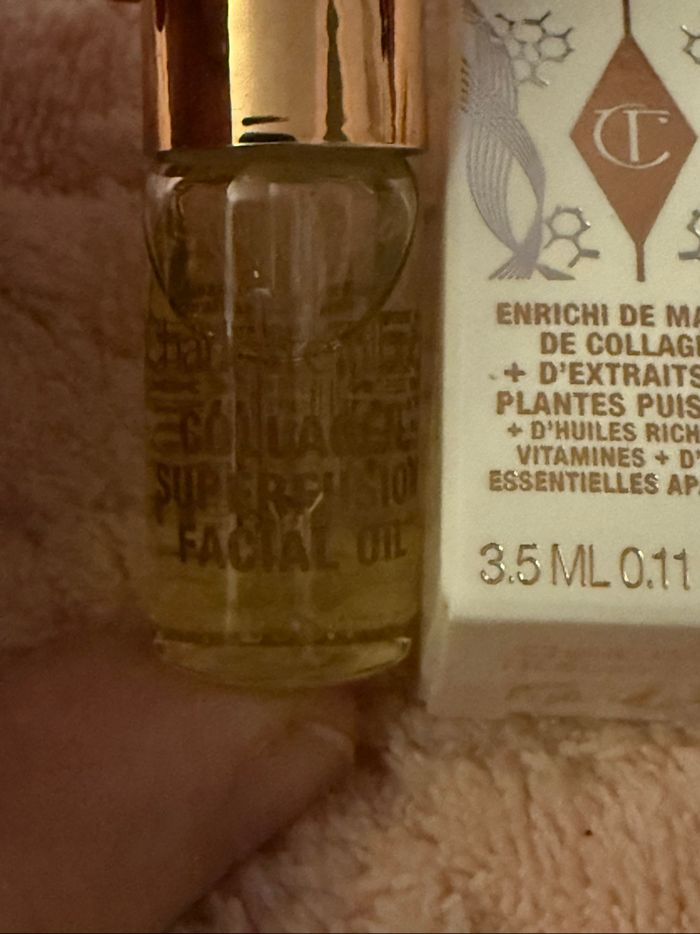 COLLAGEN
SUPERFUSION
FACIAL OIL
CT
ENRICHI DE MA
DE COLLAG
+ D'EXTRAITS
PLANTES PUIS
+ D'HUILES RICH
VITAMINES + D'
ESSENTIELLES AP
3.5 ML 0.11